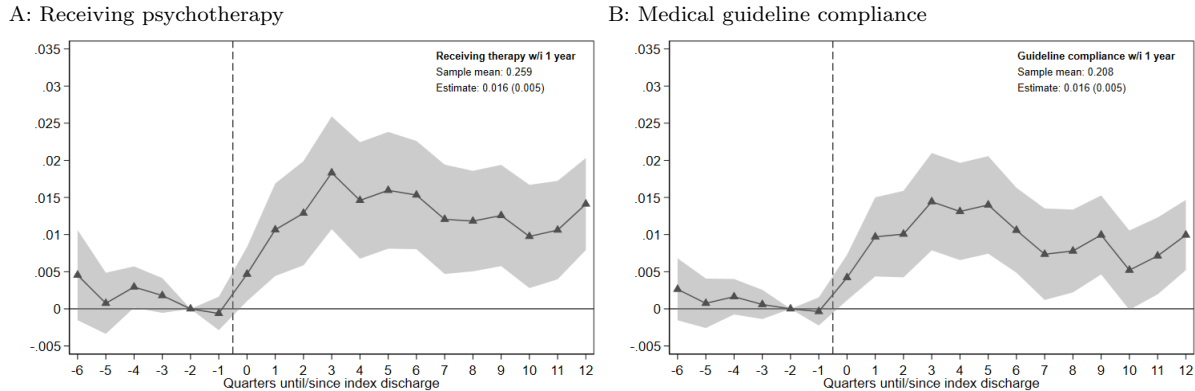 A: Receiving psychotherapy
.035
.03
.025
.02
.015
.01
.005
0
-.005
Receiving therapy w/i 1 year
Sample mean: 0.259
Estimate: 0.016 (0.005)
-6 -5 -4 -3 -2 -1 0 1 2 3 4 5 6 7 8 9 10 11 12
Quarters until/since index discharge
B: Medical guideline compliance
.035
.03
.025
.02
.015
.01
.005
0
-.005
Guideline compliance w/i 1 year
Sample mean: 0.208
Estimate: 0.016 (0.005)
-6 -5 -4 -3 -2 -1 0 1 2 3 4 5 6 7 8 9 10 11 12
Quarters until/since index discharge